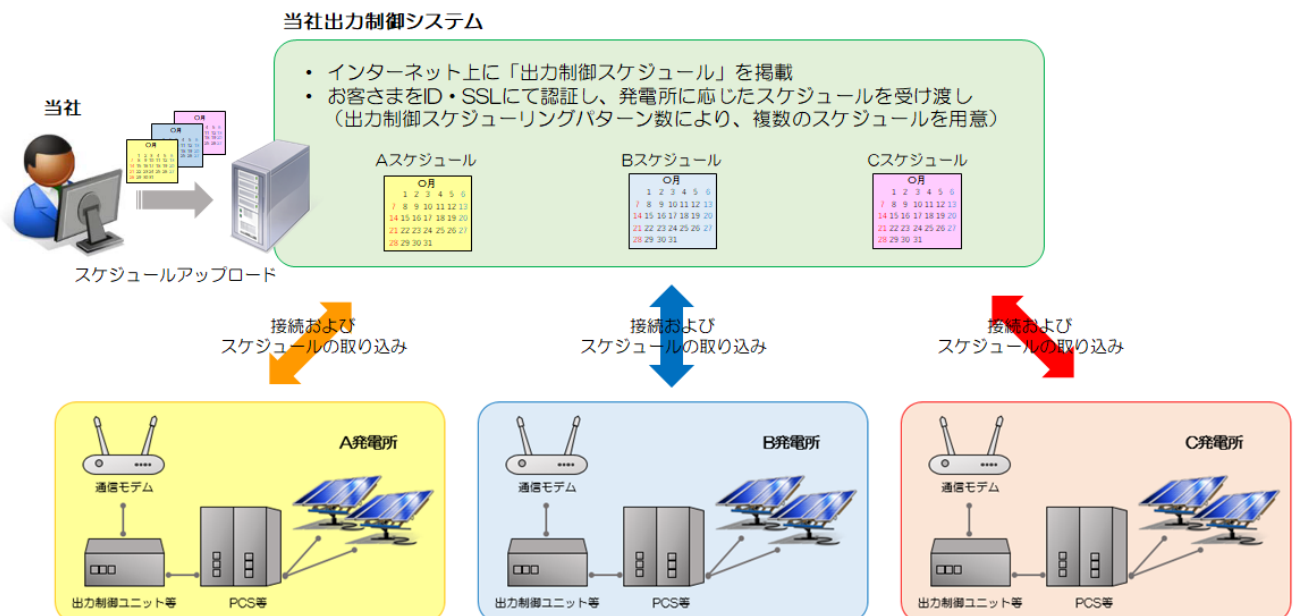 当社出力制御システム
• インターネット上に「出力制御スケジュール」を掲載
• お客さまをID・SSLにて認証し、発電所に応じたスケジュールを受け渡し
（出力制御スケジューリングパターン数により、複数のスケジュールを用意）
当社
〇月
〇月
〇月
スケジュールアップロード
Aスケジュール
〇月
1 2 3 4 5 6
7 8 9 10 11 12 13
14 15 16 17 18 19 20
21 22 23 24 25 26 27
28 29 30 31
Bスケジュール
〇月
1 2 3 4 5 6
7 8 9 10 11 12 13
14 15 16 17 18 19 20
21 22 23 24 25 26 27
28 29 30 31
Cスケジュール
〇月
1 2 3 4 5 6
7 8 9 10 11 12 13
14 15 16 17 18 19 20
21 22 23 24 25 26 27
28 29 30 31
接続および
スケジュールの取り込み
接続および
スケジュールの取り込み
接続および
スケジュールの取り込み
A発電所
通信モデム
出力制御ユニット等
PCS等
B発電所
通信モデム
出力制御ユニット等
PCS等
C発電所
通信モデム
出力制御ユニット等
PCS等